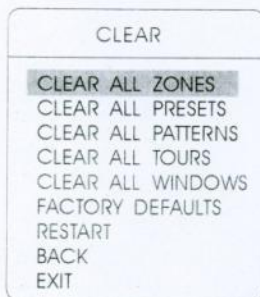 CLEAR
CLEAR ALL ZONES
CLEAR ALL PRESETS
CLEAR ALL PATTERNS
CLEAR ALL TOURS
CLEAR ALL WINDOWS
FACTORY DEFAULTS
RESTART
BACK
EXIT